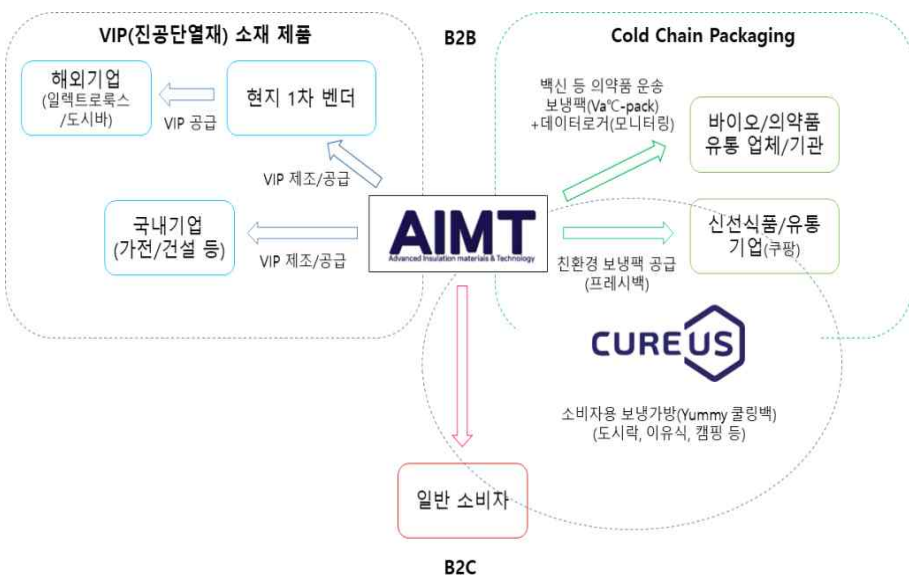 VIP(진공단열재) 소재 제품
B2B
Cold Chain Packaging
해외기업
(일렉트로룩스
/도시바)
VIP 공급
현지 1차 벤더
VIP 제조/공급
국내기업
(가전/건설 등)
VIP 제조/공급
AIMT
Advanced Insulation materials & Technology
백신 등 의약품 운송
보냉팩(Va℃-pack)
+데이터로거(모니터링)
바이오/의약품
유통 업체/기관
친환경 보냉팩 공급
(프레시백)
신선식품/유통
기업(쿠팡)
CUREUS
소비자용 보냉가방(Yummy 쿨링백)
(도시락, 이유식, 캠핑 등)
일반 소비자
B2C